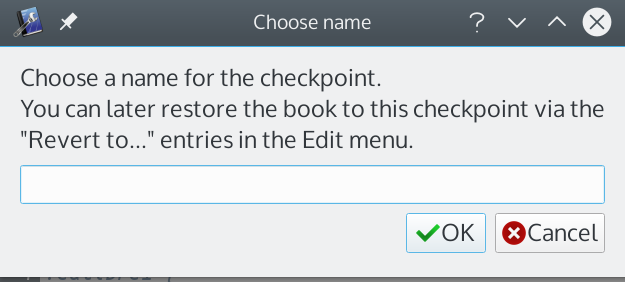 Choose name
Choose a name for the checkpoint.
You can later restore the book to this checkpoint via the
"Revert to..." entries in the Edit menu.
OK
Cancel